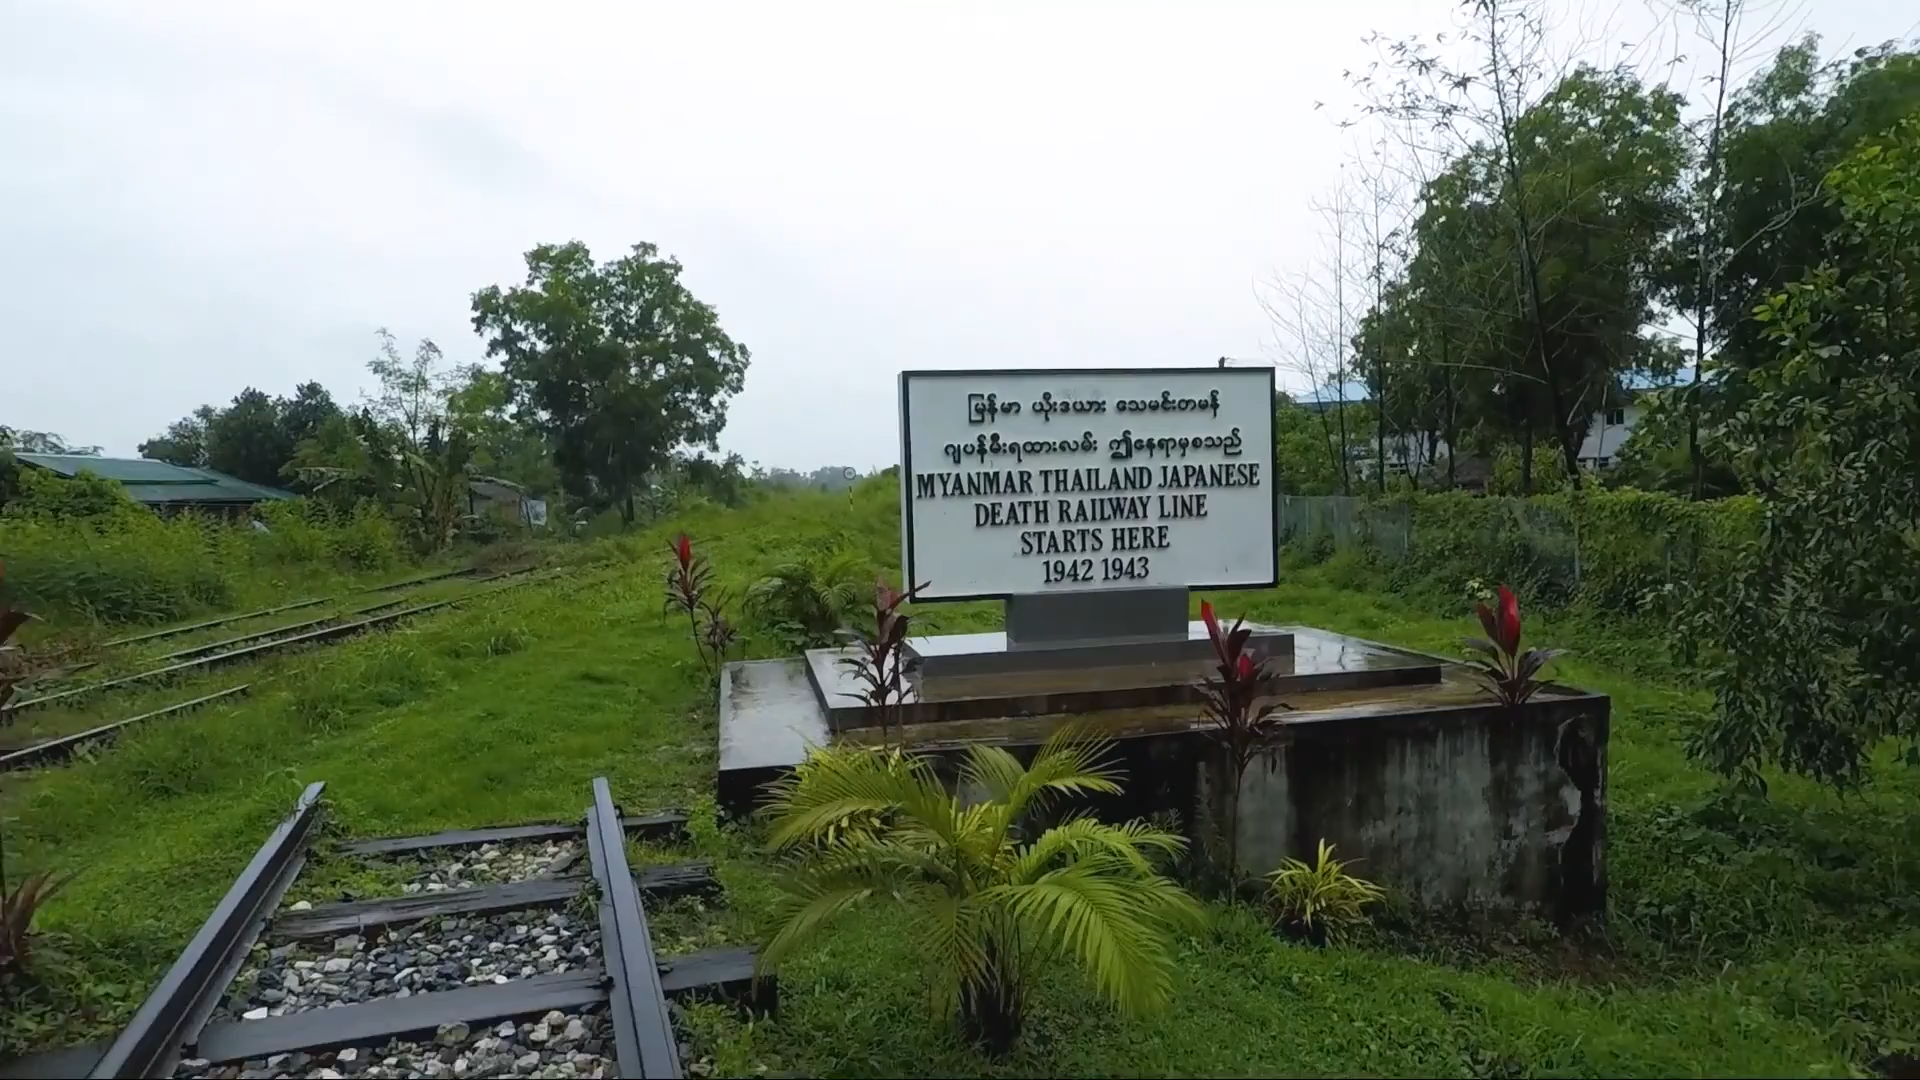 မြန်မာ ယိုးဒယား သေမင်းတမန်
ဂျပန်မီးရထားလမ်း ဤနေရာမှစသည်
MYANMAR THAILAND JAPANESE
DEATH RAILWAY LINE
STARTS HERE
1942 1943